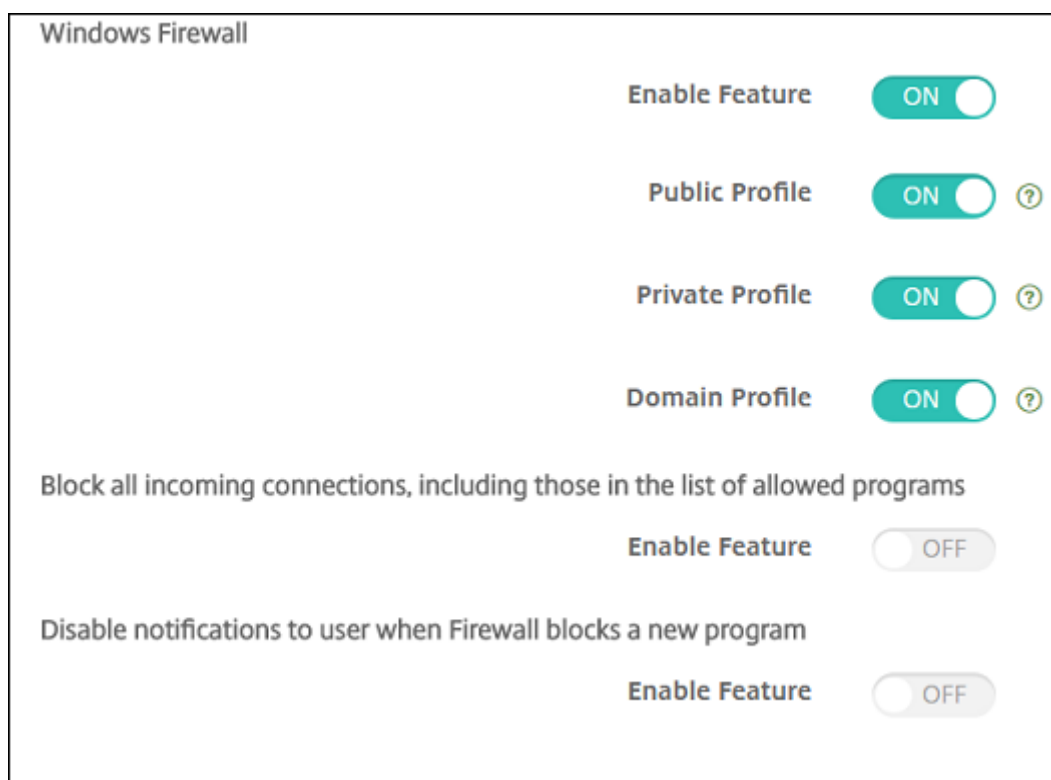 Windows Firewall
Enable Feature ON
Public Profile ON ?
Private Profile ON ?
Domain Profile ON ?
Block all incoming connections, including those in the list of allowed programs
Enable Feature OFF
Disable notifications to user when Firewall blocks a new program
Enable Feature OFF